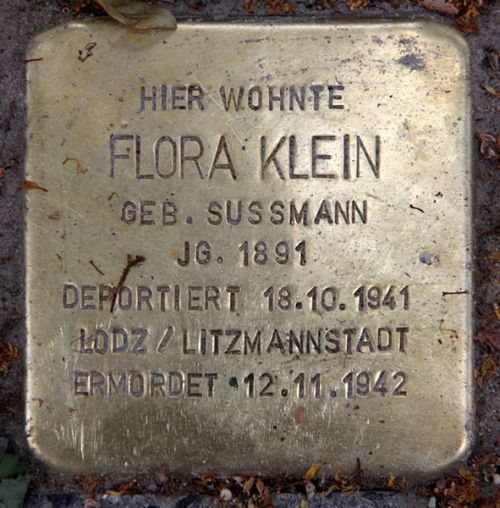 HIER WOHNTE
FLORA KLEIN
GEB. SUSSMANN
JG. 1891
DEPORTIERT 18.10.1941
LODZ / LITZMANNSTADT
ERMORDET 12.11.1942